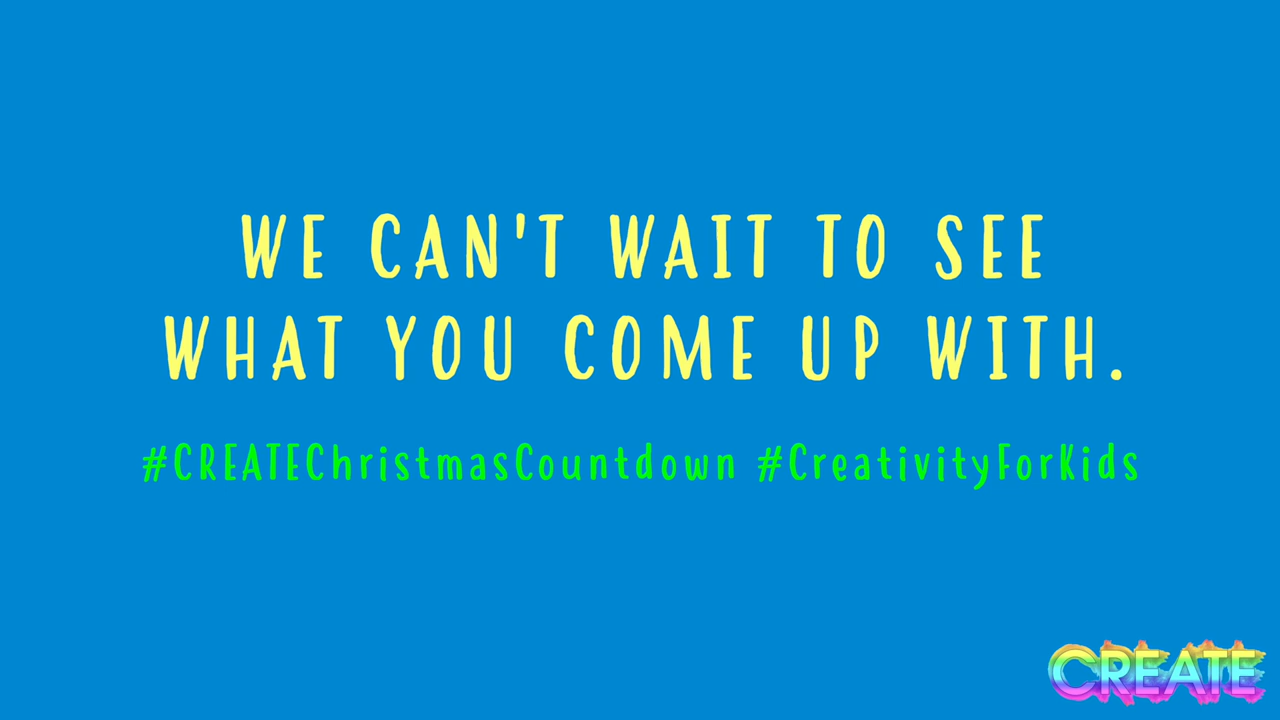 WE CAN'T WAIT TO SEE
WHAT YOU COME UP WITH.
#CREATEChristmasCountdown #CreativityForKids
CREATE